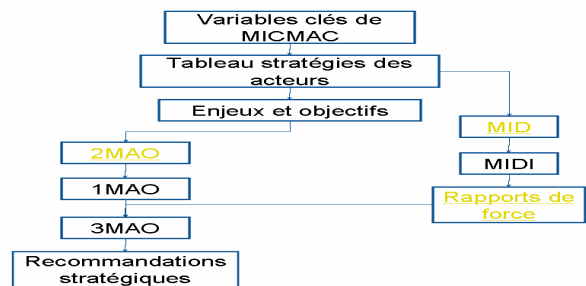 Variables clés de
MICMAC
Tableau stratégies des
acteurs
Enjeux et objectifs
MID
2MAO
MIDI
1MAO
Rapports de
force
3MAO
Recommandations
stratégiques